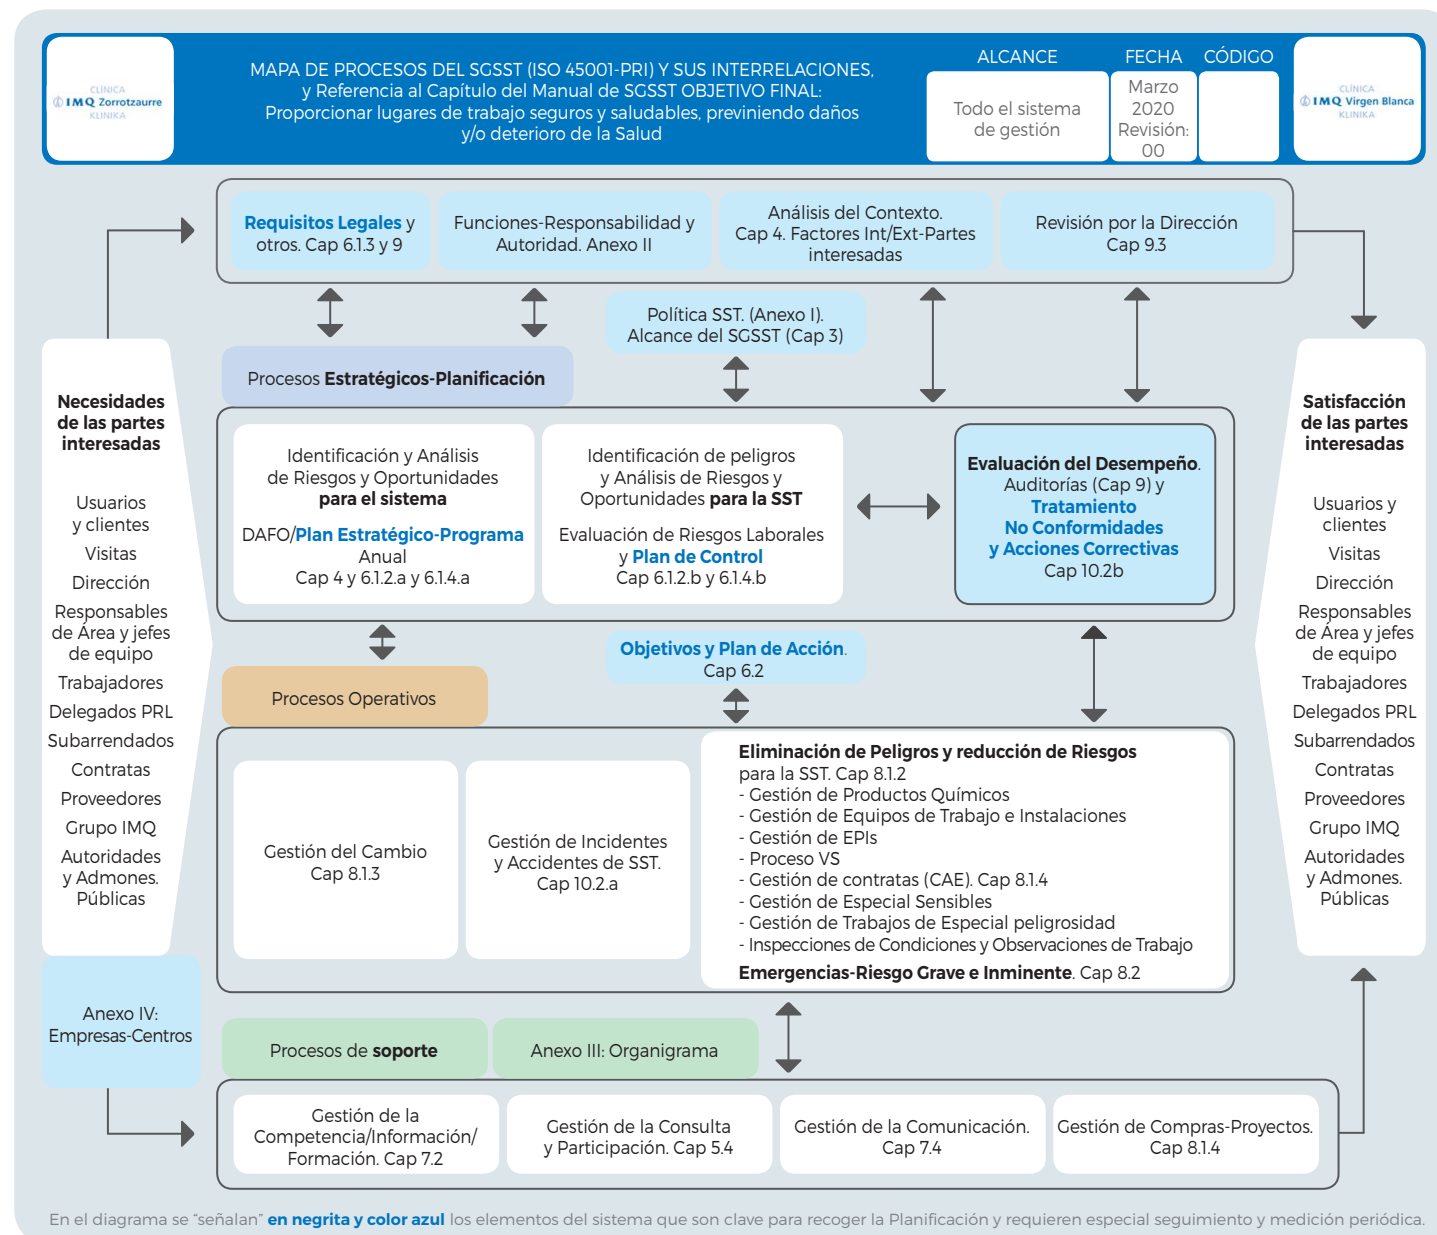 CLÍNICA
IMQ Zorrotzaurre
KLINIKA
MAPA DE PROCESOS DEL SGSST (ISO 45001-PRI) Y SUS INTERRELACIONES,
y Referencia al Capítulo del Manual de SGSST OBJETIVO FINAL:
Proporcionar lugares de trabajo seguros y saludables, previniendo daños
y/o deterioro de la Salud
ALCANCE
Todo el sistema
de gestión
FECHA
Marzo
2020
Revisión:
00
CÓDIGO
CLÍNICA
IMQ Virgen Blanca
KLINIKA
Requisitos Legales y
otros. Cap 6.1.3 y 9
Funciones-Responsabilidad y
Autoridad. Anexo II
Análisis del Contexto.
Cap 4. Factores Int/Ext-Partes
interesadas
Revisión por la Dirección
Cap 9.3
Política SST. (Anexo I).
Alcance del SGSST (Cap 3)
Procesos Estratégicos-Planificación
Necesidades
de las partes
interesadas
Usuarios
y clientes
Visitas
Dirección
Responsables
de Área y jefes
de equipo
Trabajadores
Delegados PRL
Subarrendados
Contratas
Proveedores
Grupo IMQ
Autoridades
y Admones.
Públicas
Identificación y Análisis
de Riesgos y Oportunidades
para el sistema
DAFO/Plan Estratégico-Programa
Anual
Cap 4 y 6.1.2.a y 6.1.4.a
Identificación de peligros
y Análisis de Riesgos y
Oportunidades para la SST
Evaluación de Riesgos Laborales
y Plan de Control
Cap 6.1.2.b y 6.1.4.b
Evaluación del Desempeño.
Auditorías (Cap 9) y
Tratamiento
No Conformidades
y Acciones Correctivas
Cap 10.2b
Satisfacción
de las partes
interesadas
Usuarios y
clientes
Visitas
Dirección
Responsables
de Área y jefes
de equipo
Trabajadores
Delegados PRL
Subarrendados
Contratas
Proveedores
Grupo IMQ
Autoridades
y Admones.
Públicas
Objetivos y Plan de Acción.
Cap 6.2
Procesos Operativos
Gestión del Cambio
Cap 8.1.3
Gestión de Incidentes
y Accidentes de SST.
Cap 10.2.a
Eliminación de Peligros y reducción de Riesgos
para la SST. Cap 8.1.2
- Gestión de Productos Químicos
- Gestión de Equipos de Trabajo e Instalaciones
- Gestión de EPIs
- Proceso VS
- Gestión de contratas (CAE). Cap 8.1.4
- Gestión de Especial Sensibles
- Gestión de Trabajos de Especial peligrosidad
- Inspecciones de Condiciones y Observaciones de Trabajo
Emergencias-Riesgo Grave e Inminente. Cap 8.2
Anexo IV:
Empresas-Centros
Procesos de soporte
Anexo III: Organigrama
Gestión de la
Competencia/Información/
Formación. Cap 7.2
Gestión de la Consulta
y Participación. Cap 5.4
Gestión de la Comunicación.
Cap 7.4
Gestión de Compras-Proyectos.
Cap 8.1.4
En el diagrama se “señalan” en negrita y color azul los elementos del sistema que son clave para recoger la Planificación y requieren especial seguimiento y medición periódica.